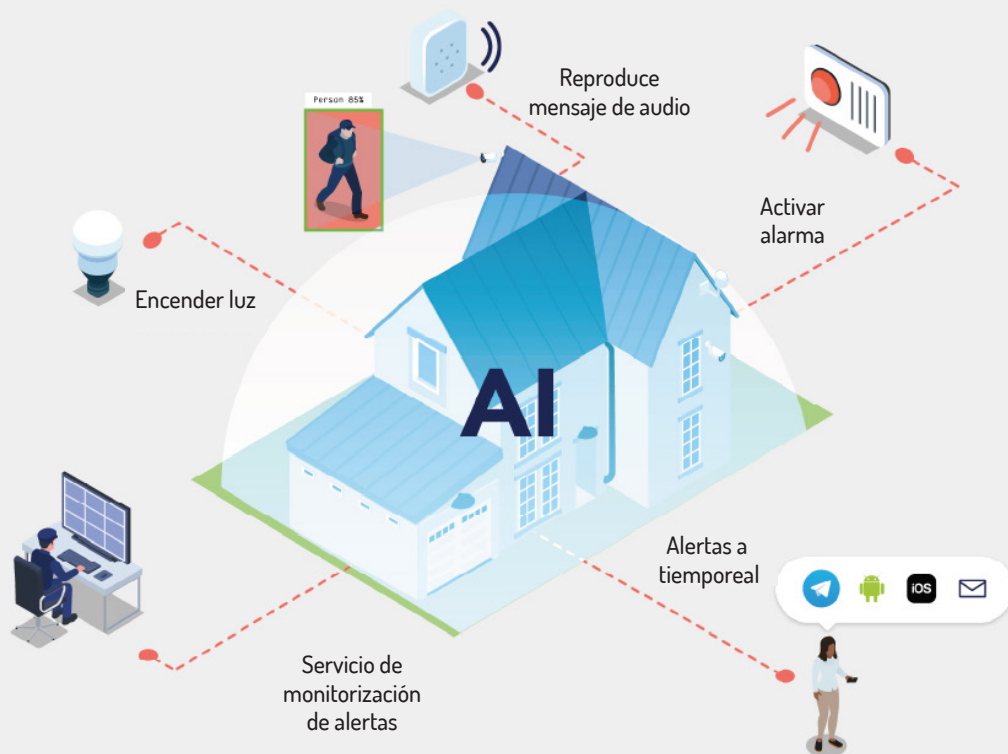 Reproduce
mensaje de audio
Person 85%
Activar
alarma
Encender luz
AI
Alertas a
tiemporeal
iOS
Servicio de
monitorización
de alertas